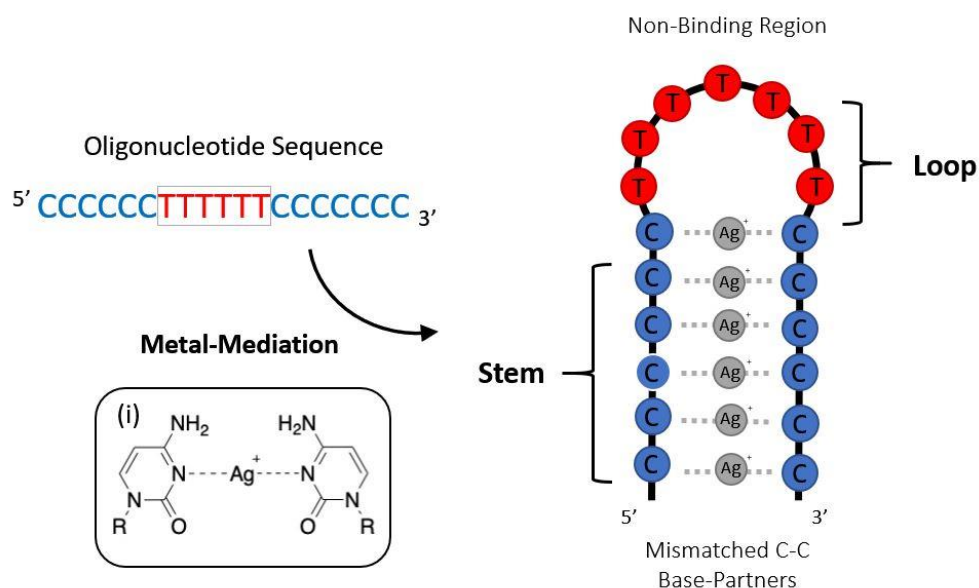 Non-Binding Region
Oligonucleotide Sequence
5’ CCCCCCTTTTTTCCCCCCC 3’
T T T T T T T
Loop
C Ag+ C
C Ag+ C
C Ag+ C
C Ag+ C
C Ag+ C
C Ag+ C
Stem
5’ 3’
Mismatched C-C
Base-Partners
Metal-Mediation
(i)
NH2 H2N
N Ag+ N
N N
R O O R